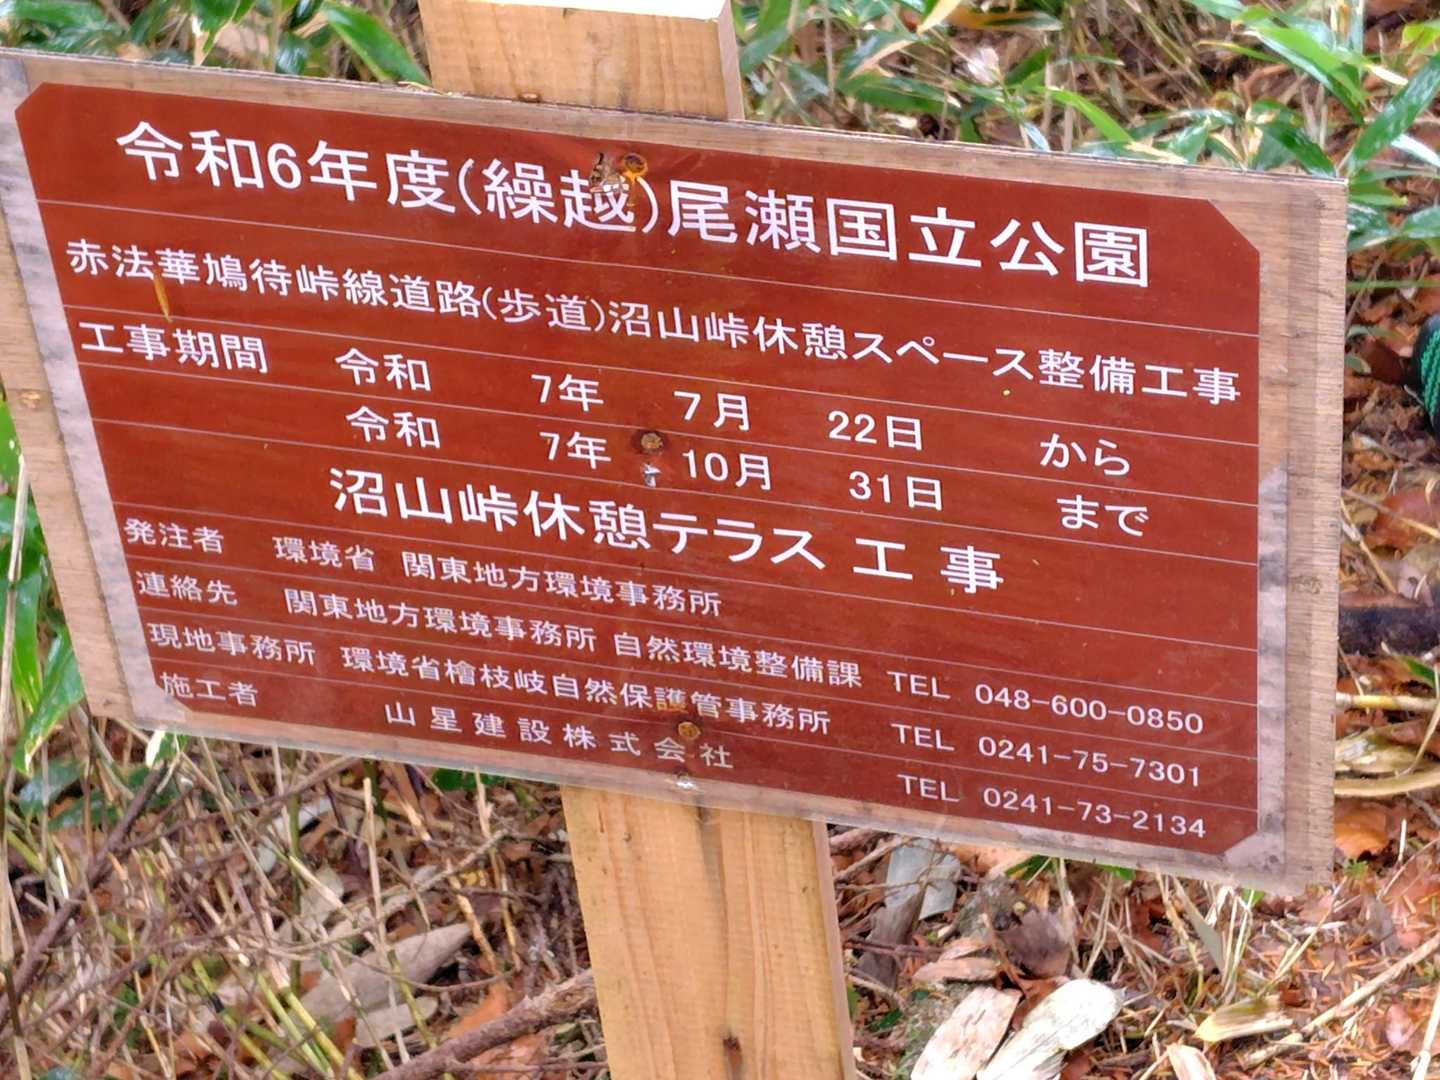 令和6年度(繰越)尾瀬国立公園
赤法華鳩待峠線道路(歩道)沼山峠休憩スペース整備工事
工事期間 令和 7年 7月 22日 から
令和 7年 10月 31日 まで
沼山峠休憩テラス 工 事
発注者 環境省 関東地方環境事務所
連絡先 関東地方環境事務所 自然環境整備課 TEL 048-600-0850
現地事務所 環境省檜枝岐自然保護管事務所 TEL 0241-75-7301
施工者 山星建設株式会社 TEL 0241-73-2134